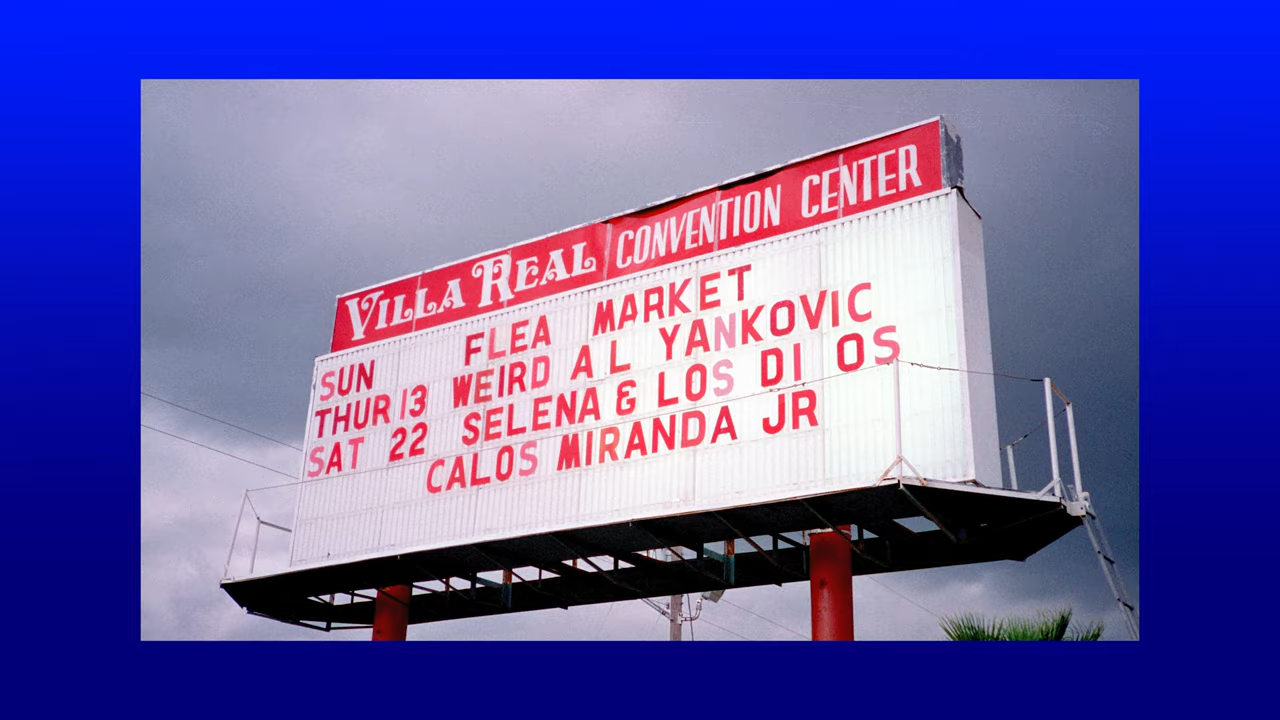 VILLA REAL CONVENTION CENTER
SUN FLEA MARKET
THUR 13 WEIRD AL YANKOVIC
SAT 22 SELENA & LOS DI OS
CALOS MIRANDA JR